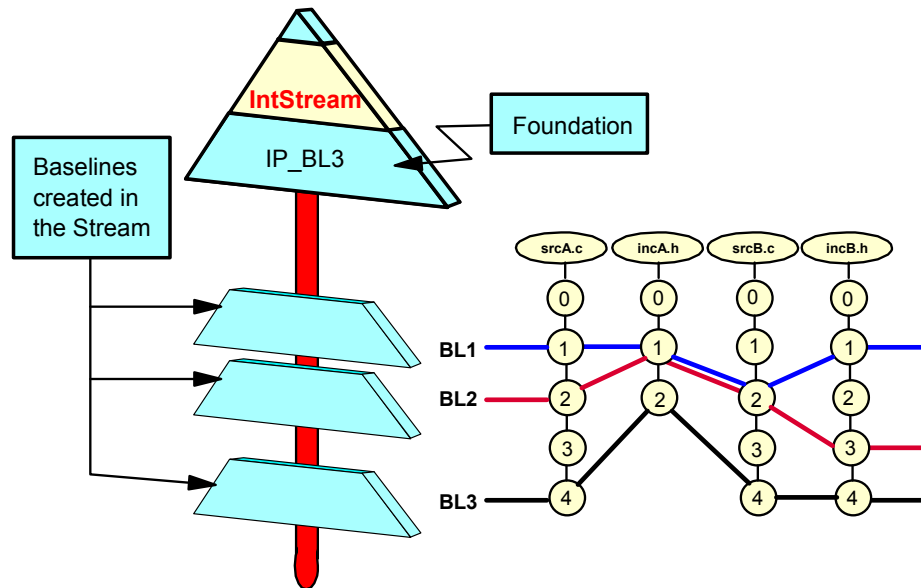 IntStream
IP_BL3
Foundation
Baselines
created in
the Stream
srcA.c incA.h srcB.c incB.h
0 0 0 0
BL1 1 1 1 1
BL2 2 2 2 2
3 3 3
BL3 4 4 4